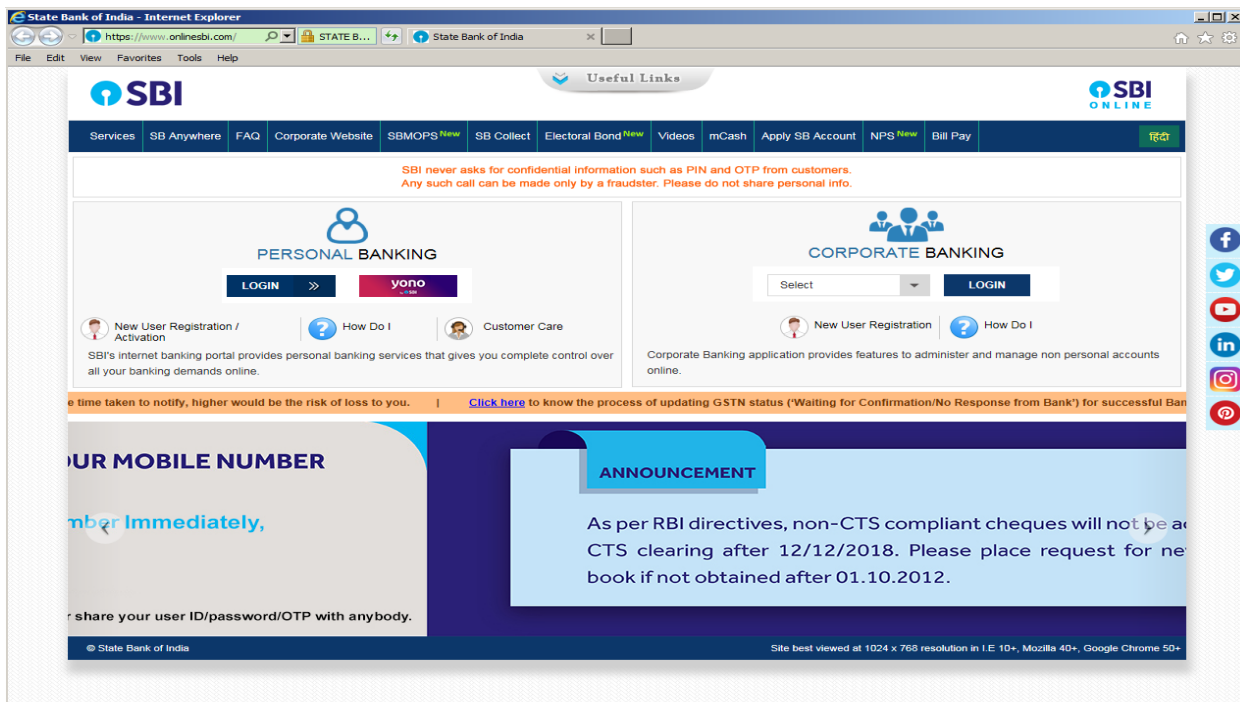 State Bank of India - Internet Explorer
https://www.onlinesbi.com/
STATE B...
State Bank of India
File Edit View Favorites Tools Help
Useful Links
SBI
SBI
ONLINE
Services SB Anywhere FAQ Corporate Website SBMOPS New SB Collect Electoral Bond New Videos mCash Apply SB Account NPS New Bill Pay हिंदी
SBI never asks for confidential information such as PIN and OTP from customers.
Any such call can be made only by a fraudster. Please do not share personal info.
PERSONAL BANKING
LOGIN »
yono
SBI
New User Registration /
Activation
How Do I
Customer Care
SBI's internet banking portal provides personal banking services that gives you complete control over
all your banking demands online.
CORPORATE BANKING
Select
LOGIN
New User Registration
How Do I
Corporate Banking application provides features to administer and manage non personal accounts
online.
e time taken to notify, higher would be the risk of loss to you. | Click here to know the process of updating GSTN status ('Waiting for Confirmation/No Response from Bank') for successful Ban
OUR MOBILE NUMBER
mber Immediately,
r share your user ID/password/OTP with anybody.
ANNOUNCEMENT
As per RBI directives, non-CTS compliant cheques will not be ac
CTS clearing after 12/12/2018. Please place request for ne
book if not obtained after 01.10.2012.
© State Bank of India
Site best viewed at 1024 x 768 resolution in I.E 10+, Mozilla 40+, Google Chrome 50+